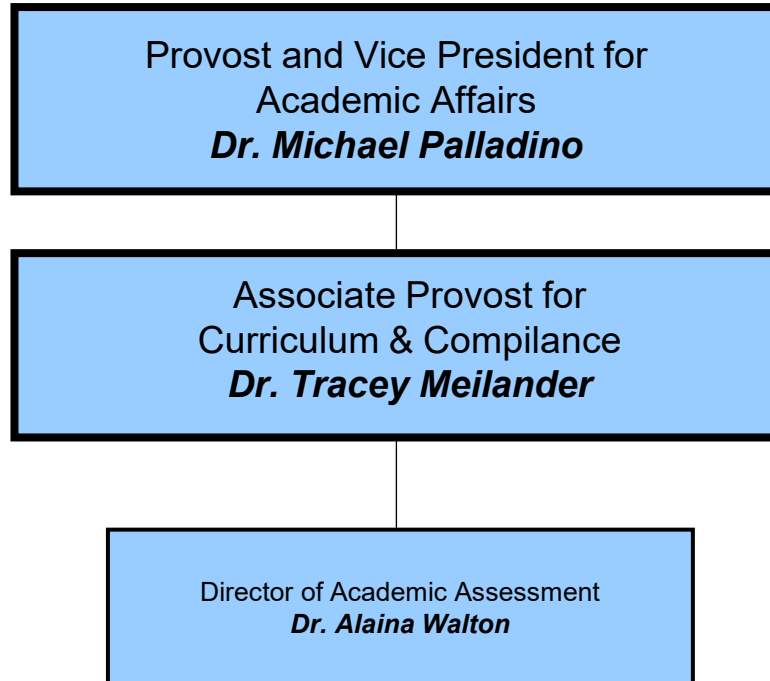 Provost and Vice President for
Academic Affairs
Dr. Michael Palladino
Associate Provost for
Curriculum & Compilance
Dr. Tracey Meilander
Director of Academic Assessment
Dr. Alaina Walton